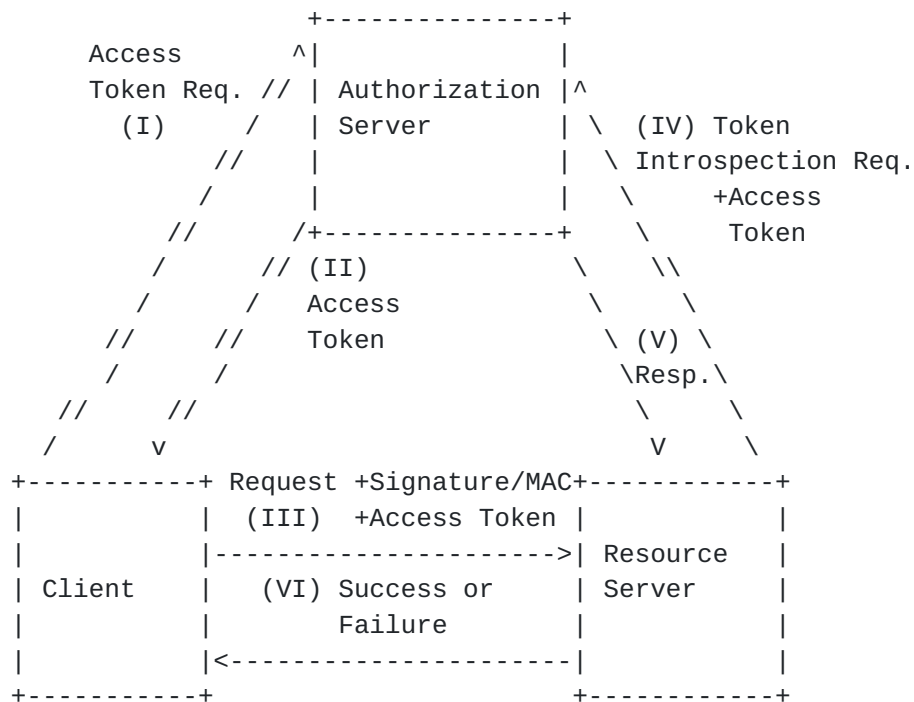 +---------------+
     Access       ^|               |
     Token Req. // | Authorization |^
       (I)     /   | Server        | \  (IV) Token
             //    |               |  \ Introspection Req.
            /      |               |   \     +Access
          //      /+---------------+    \     Token
         /      // (II)             \    \\
        /      /   Access            \     \
      //     //    Token              \ (V) \
      /      /                         \Resp.\
   //     //                            \     \
  /      v                               V     \
+-----------+ Request +Signature/MAC+------------+
|           |  (III)  +Access Token |            |
|           |---------------------->| Resource   |
| Client    |   (VI) Success or     | Server     |
|           |        Failure        |            |
|           |<----------------------|            |
+-----------+                       +------------+